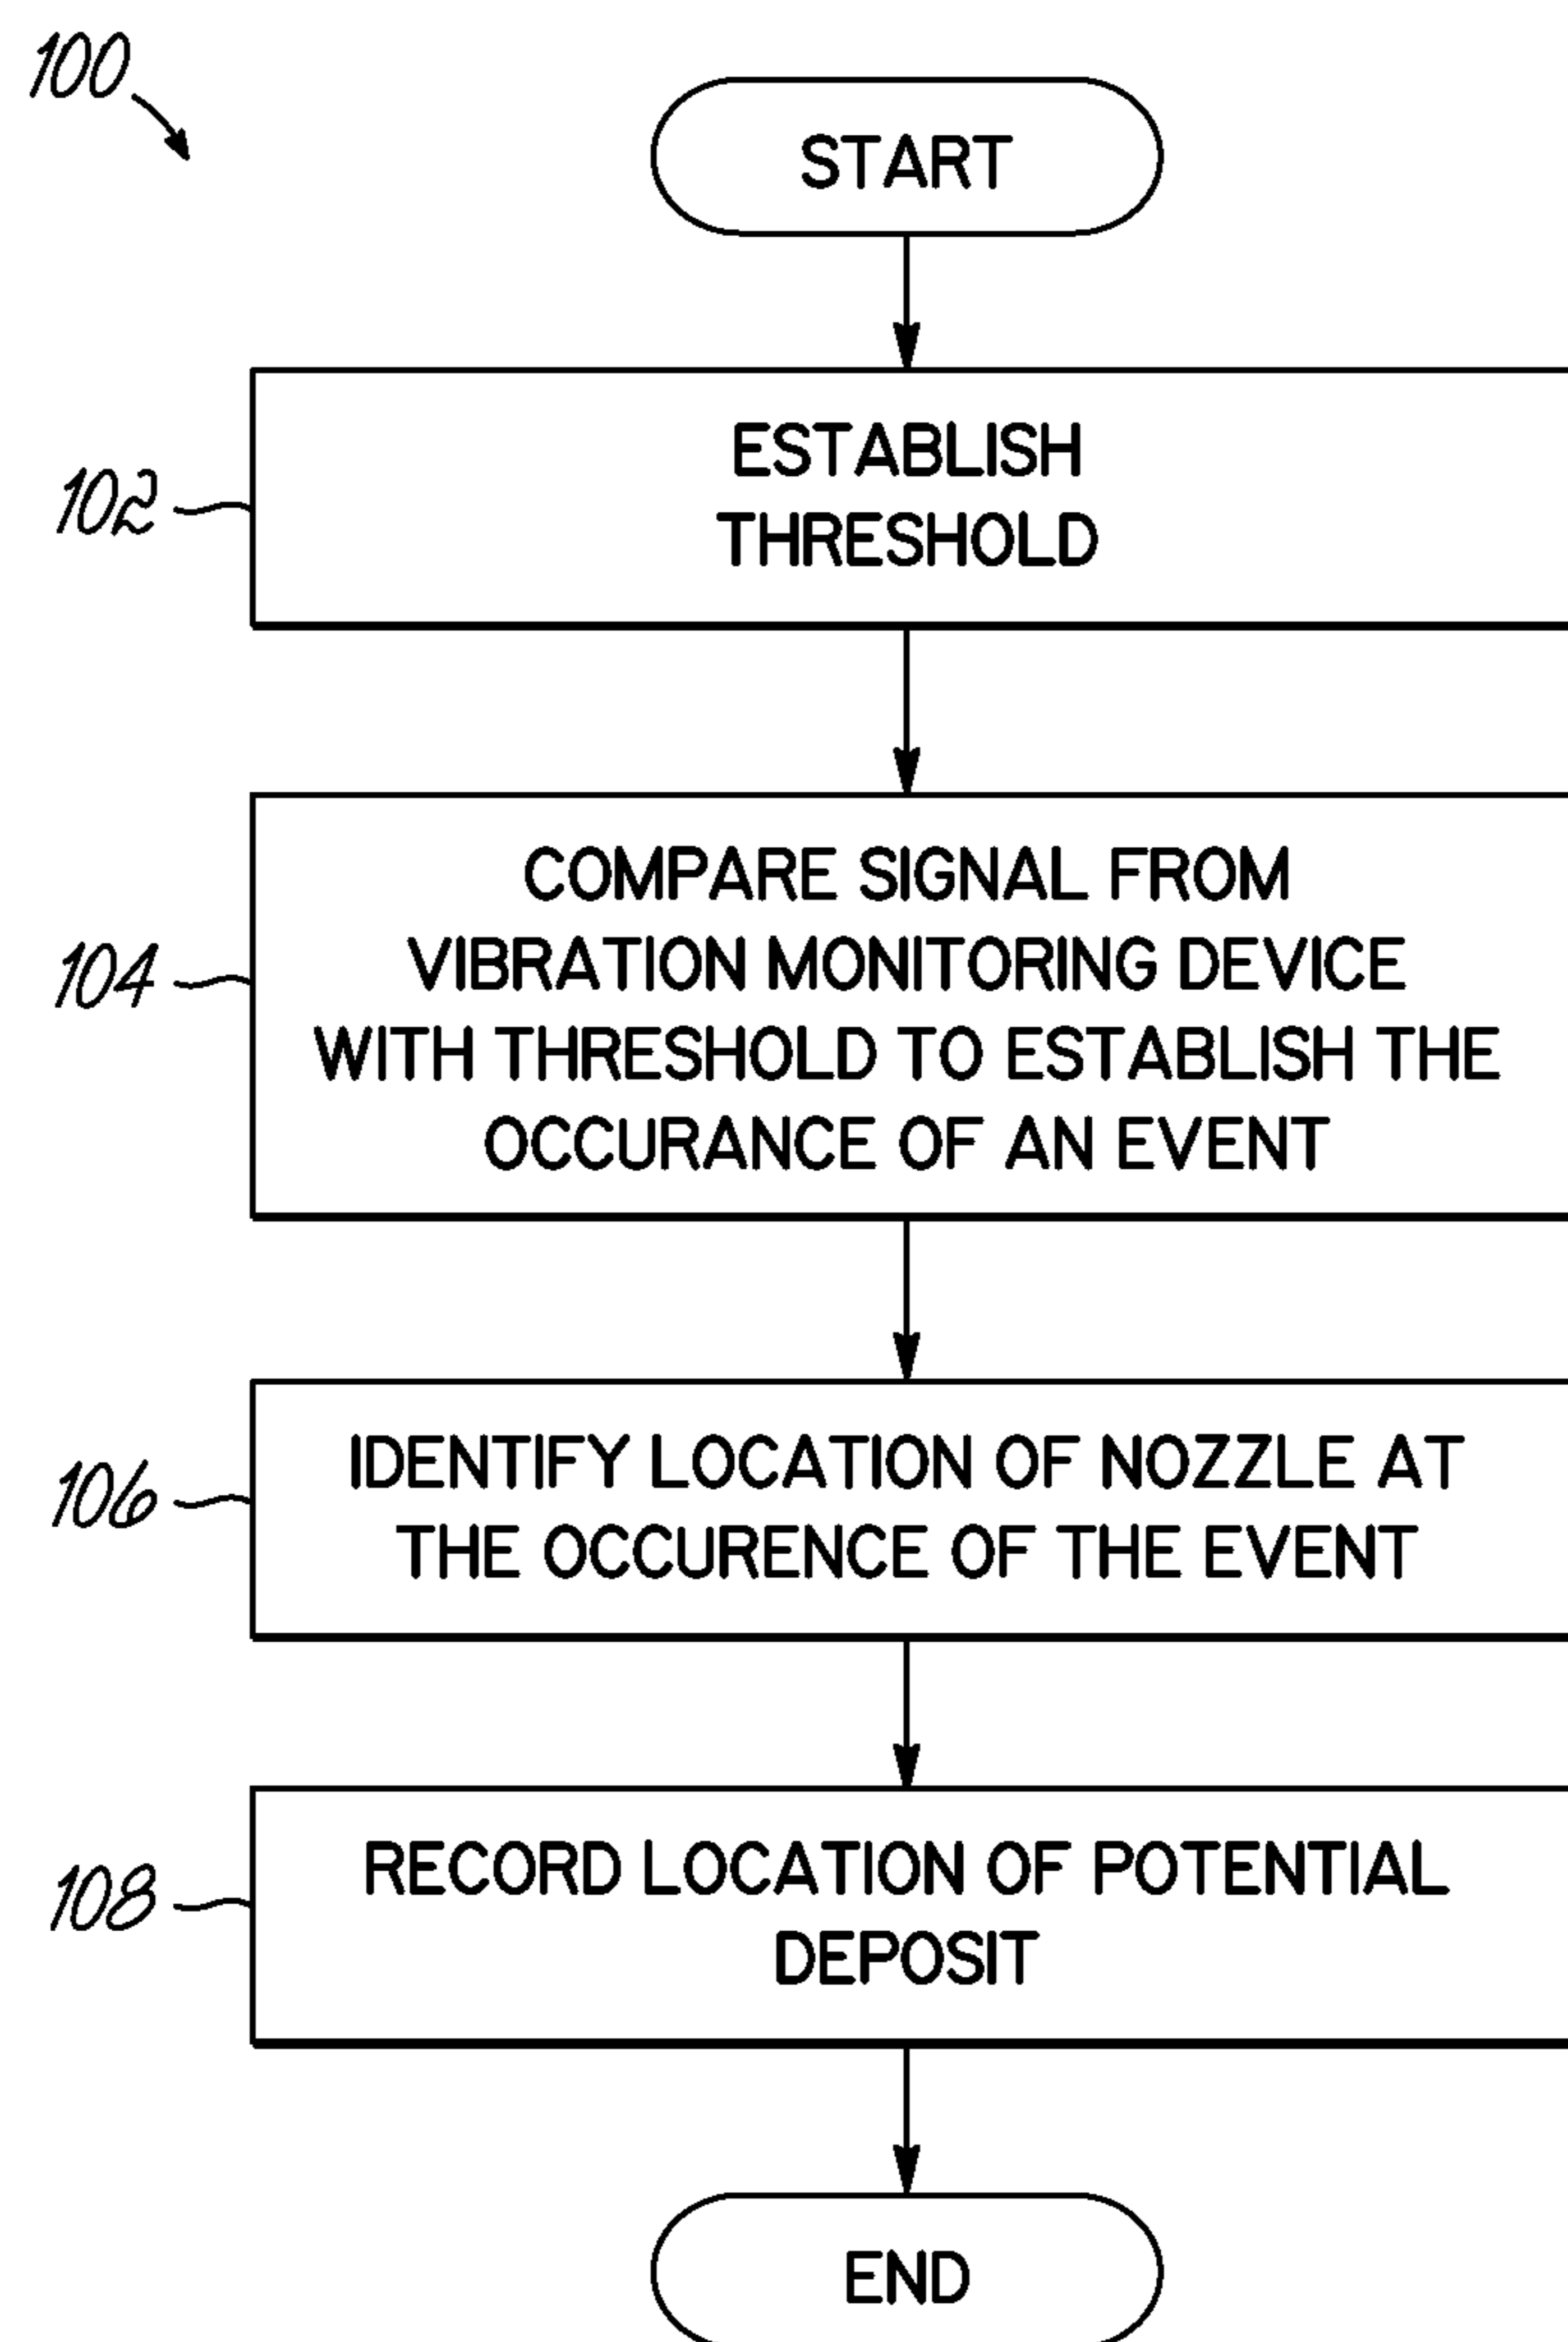 100
START
102
ESTABLISH
THRESHOLD
104
COMPARE SIGNAL FROM
VIBRATION MONITORING DEVICE
WITH THRESHOLD TO ESTABLISH THE
OCCURANCE OF AN EVENT
106
IDENTIFY LOCATION OF NOZZLE AT
THE OCCURENCE OF THE EVENT
108
RECORD LOCATION OF POTENTIAL
DEPOSIT
END